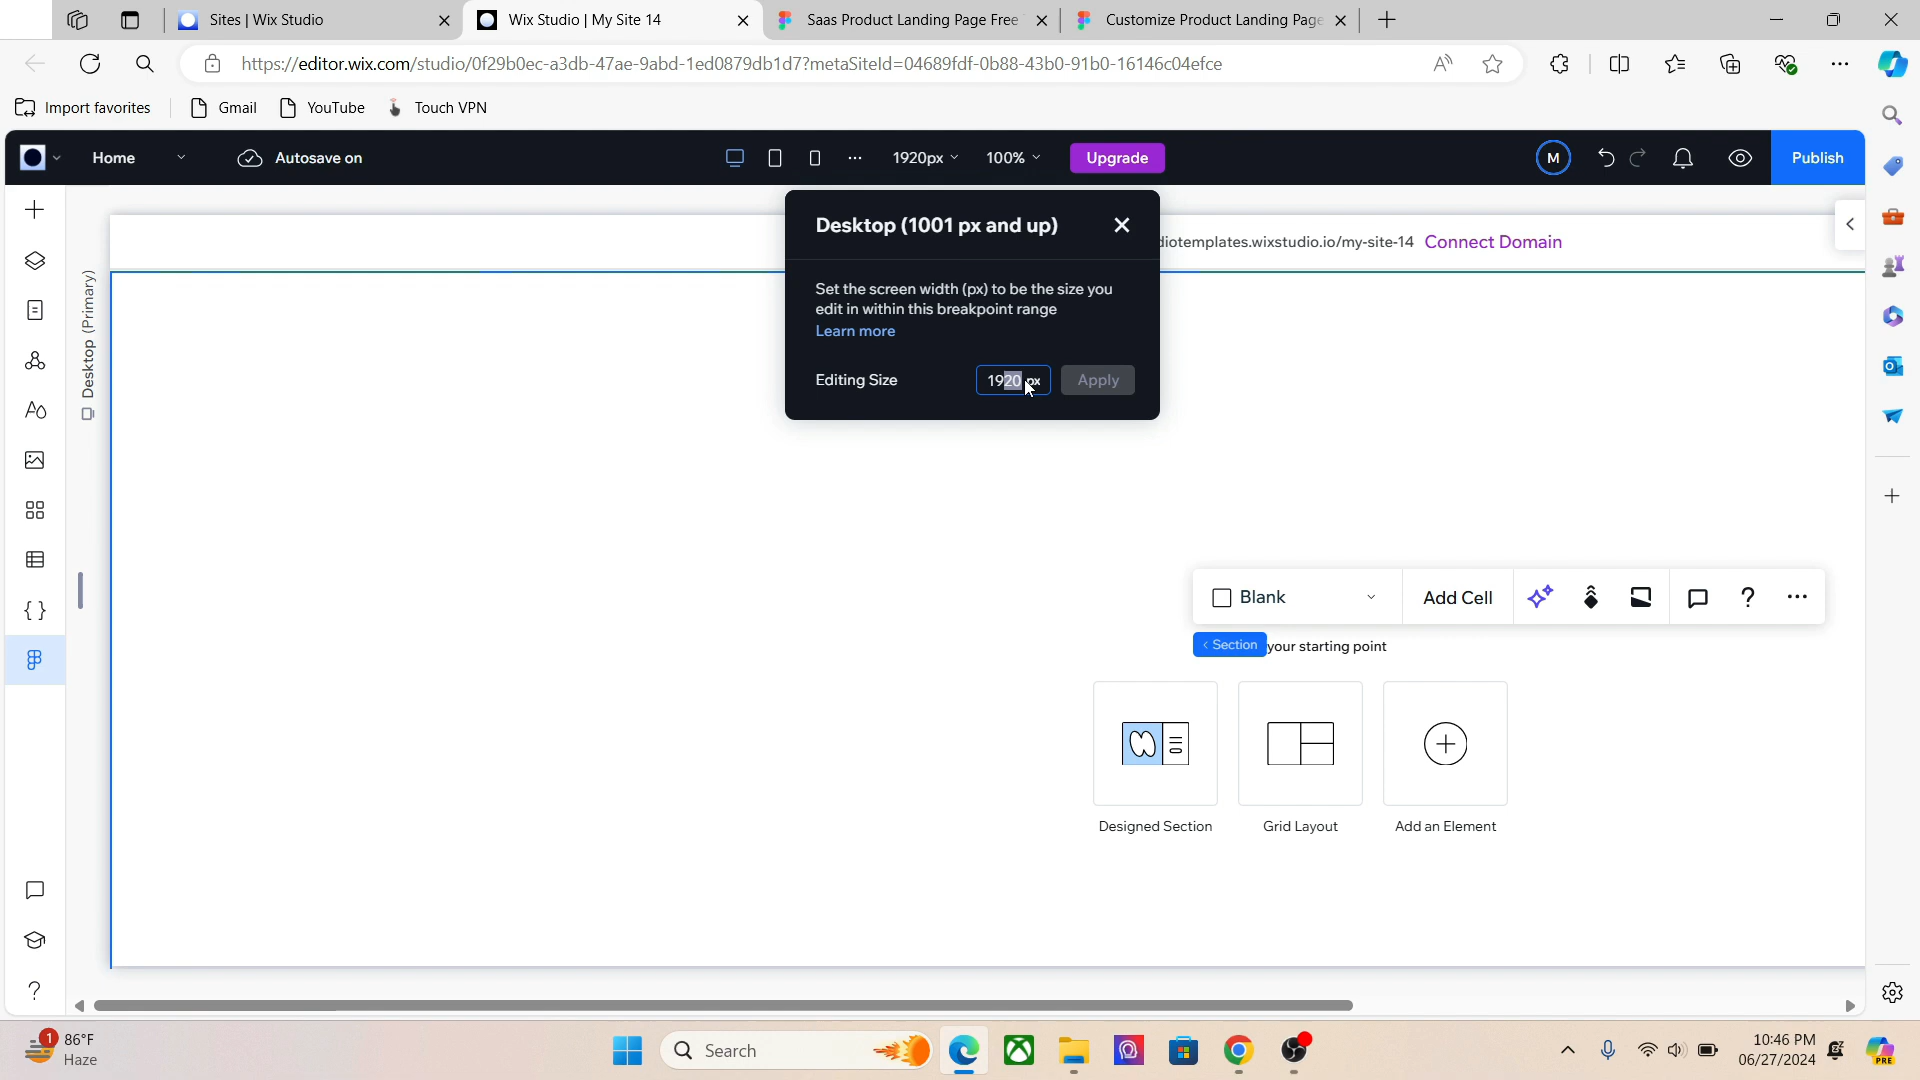 Sites | Wix Studio
Wix Studio | My Site 14
Saas Product Landing Page Free
Customize Product Landing Page
https://editor.wix.com/studio/0f29b0ec-a3db-47ae-9abd-1ed0879db1d7?metaSiteId=04689fdf-0b88-43b0-91b0-16146c04efce
Import favorites
Gmail
YouTube
Touch VPN
Home
Autosave on
1920px
100%
Upgrade
M
Publish
Desktop (1001 px and up)
diotemplates.wixstudio.io/my-site-14 Connect Domain
Set the screen width (px) to be the size you
edit in within this breakpoint range
Learn more
Editing Size
1920 px
Apply
Desktop (Primary)
Blank
Add Cell
< Section
your starting point
Designed Section
Grid Layout
Add an Element
1
86°F
Haze
Search
10:46 PM
06/27/2024
PRE